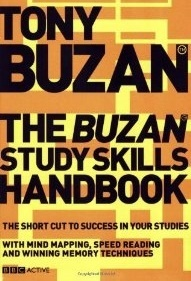 TONY
BUZAN™
THE BUZAN
STUDY SKILLS
HANDBOOK
THE SHORT CUT TO SUCCESS IN YOUR STUDIES
WITH MIND MAPPING, SPEED READING
AND WINNING MEMORY TECHNIQUES
BBC ACTIVE